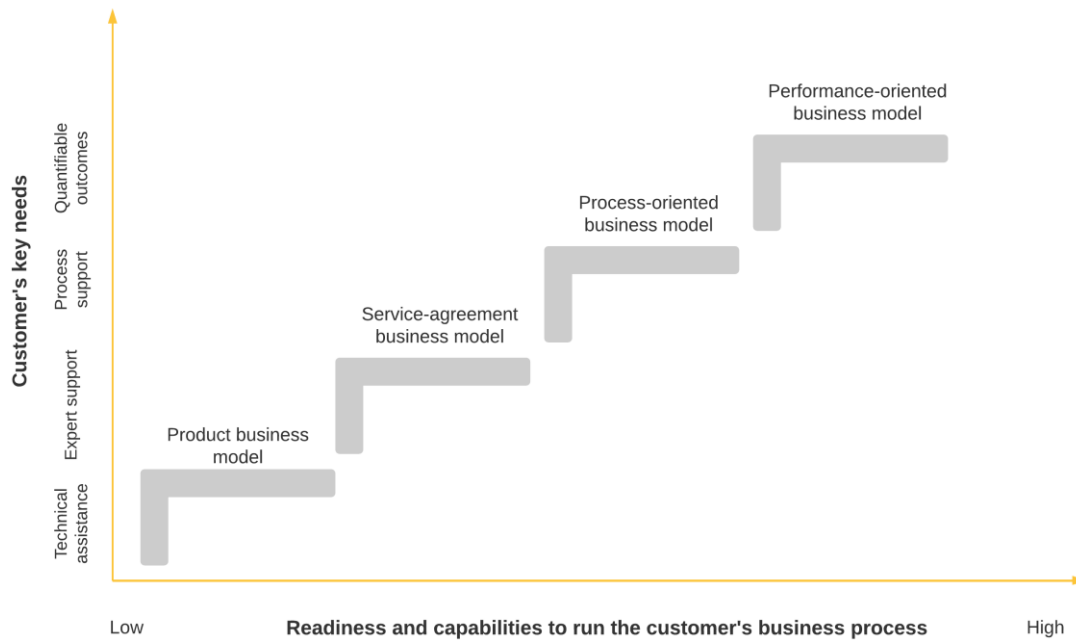 Performance-oriented
business model
Process-oriented
business model
Service-agreement
business model
Product business
model
Customer's key needs
Quantifiable
outcomes
Process
support
Expert support
Technical
assistance
Low
Readiness and capabilities to run the customer's business process
High